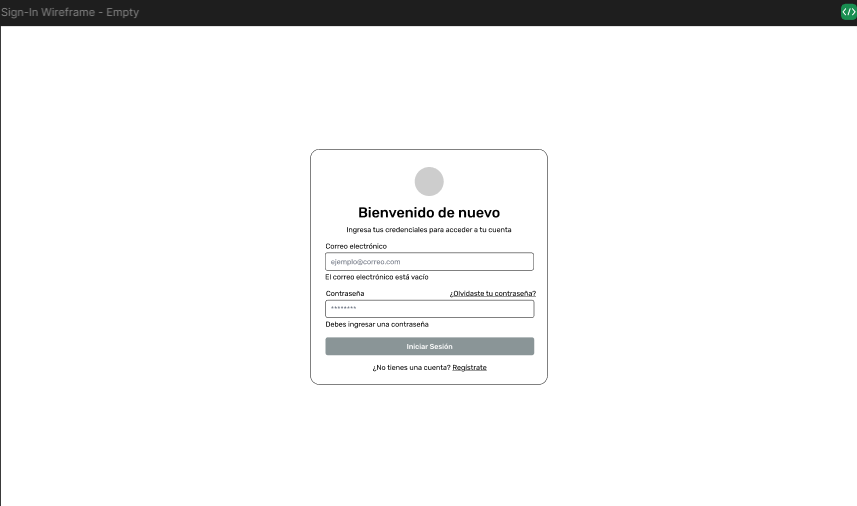 Sign-In Wireframe - Empty
</>
Bienvenido de nuevo
Ingresa tus credenciales para acceder a tu cuenta
Correo electrónico
ejemplo@correo.com
El correo electrónico está vacío
Contraseña ¿Olvidaste tu contraseña?
********
Debes ingresar una contraseña
Iniciar Sesión
¿No tienes una cuenta? Regístrate